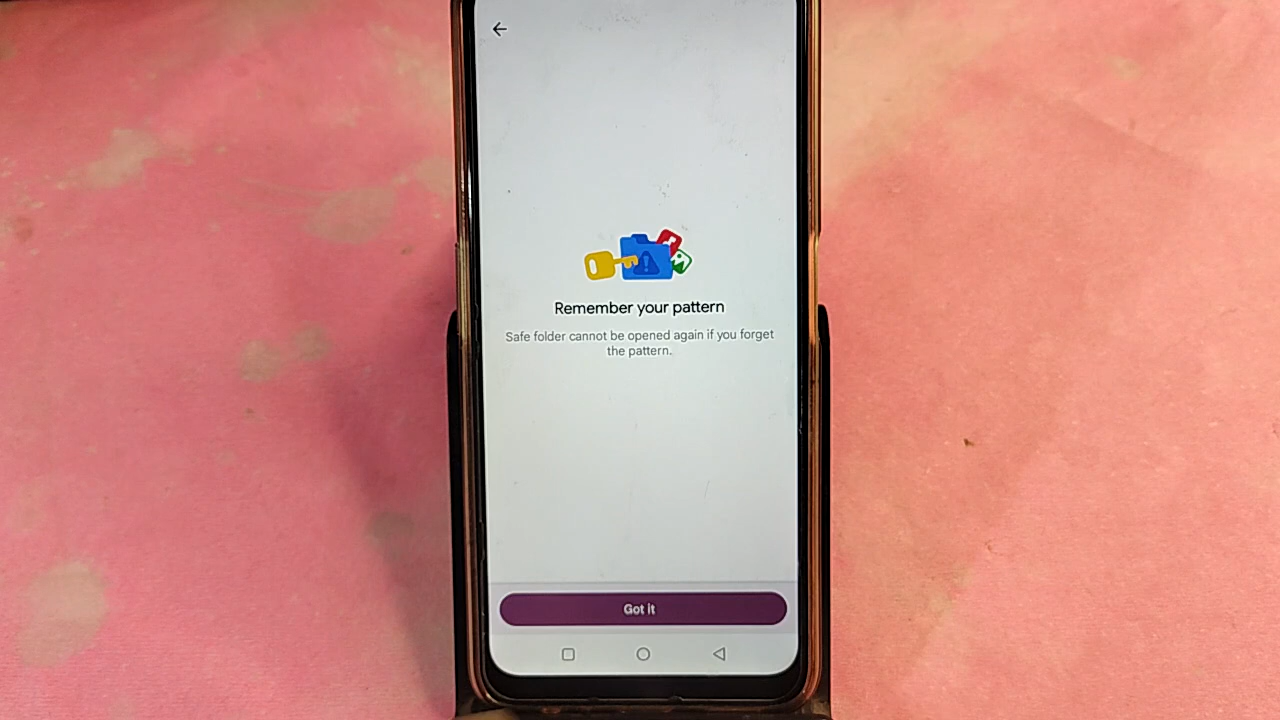 Remember your pattern
Safe folder cannot be opened again if you forget
the pattern.
Got it